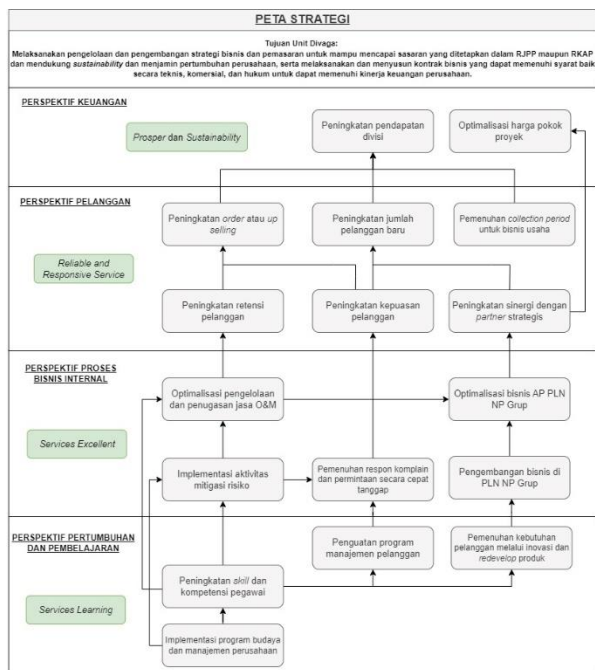 PETA STRATEGI
Tujuan Unit Divaga:
Melaksanakan pengelolaan dan pengembangan strategi bisnis dan pemasaran untuk mampu mencapai sasaran yang ditetapkan dalam RJPP maupun RKAP
dan mendukung sustainability dan menjamin pertumbuhan perusahaan, serta melaksanakan dan menyusun kontrak bisnis yang dapat memenuhi syarat baik
secara teknis, komersial, dan hukum untuk dapat memenuhi kinerja keuangan perusahaan.
PERSPEKTIF KEUANGAN
Prosper dan Sustainability
Peningkatan pendapatan
divisi
Optimalisasi harga pokok
proyek
PERSPEKTIF PELANGGAN
Reliable and
Responsive Service
Peningkatan order atau up
selling
Peningkatan jumlah
pelanggan baru
Pemenuhan collection period
untuk bisnis usaha
Peningkatan retensi
pelanggan
Peningkatan kepuasan
pelanggan
Peningkatan sinergi dengan
partner strategis
PERSPEKTIF PROSES
BISNIS INTERNAL
Services Excellent
Optimalisasi pengelolaan
dan penugasan jasa O&M
Optimalisasi bisnis AP PLN
NP Grup
Implementasi aktivitas
mitigasi risiko
Pemenuhan respon komplain
dan permintaan secara cepat
tanggap
Pengembangan bisnis di
PLN NP Grup
PERSPEKTIF PERTUMBUHAN
DAN PEMBELAJARAN
Services Learning
Penguatan program
manajemen pelanggan
Pemenuhan kebutuhan
pelanggan melalui inovasi dan
redevelop produk
Peningkatan skill dan
kompetensi pegawai
Implementasi program budaya
dan manajemen perusahaan